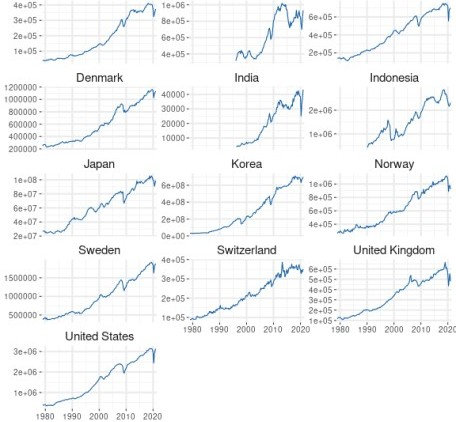 4e+05
3e+05
2e+05
1e+05
1e+06
8e+05
6e+05
4e+05
6e+05
4e+05
2e+05
Denmark
1200000
1000000
800000
600000
400000
200000
India
40000
30000
20000
10000
Indonesia
2e+06
1e+06
Japan
1e+08
8e+07
6e+07
4e+07
2e+07
Korea
6e+08
4e+08
2e+08
0e+00
Norway
1e+06
8e+05
6e+05
4e+05
Sweden
1500000
1000000
500000
Switzerland
4e+05
3e+05
2e+05
1e+05
1980 1990 2000 2010 2020
United Kingdom
6e+05
5e+05
4e+05
3e+05
2e+05
1e+05
1980 1990 2000 2010 2020
United States
3e+06
2e+06
1e+06
1980 1990 2000 2010 2020